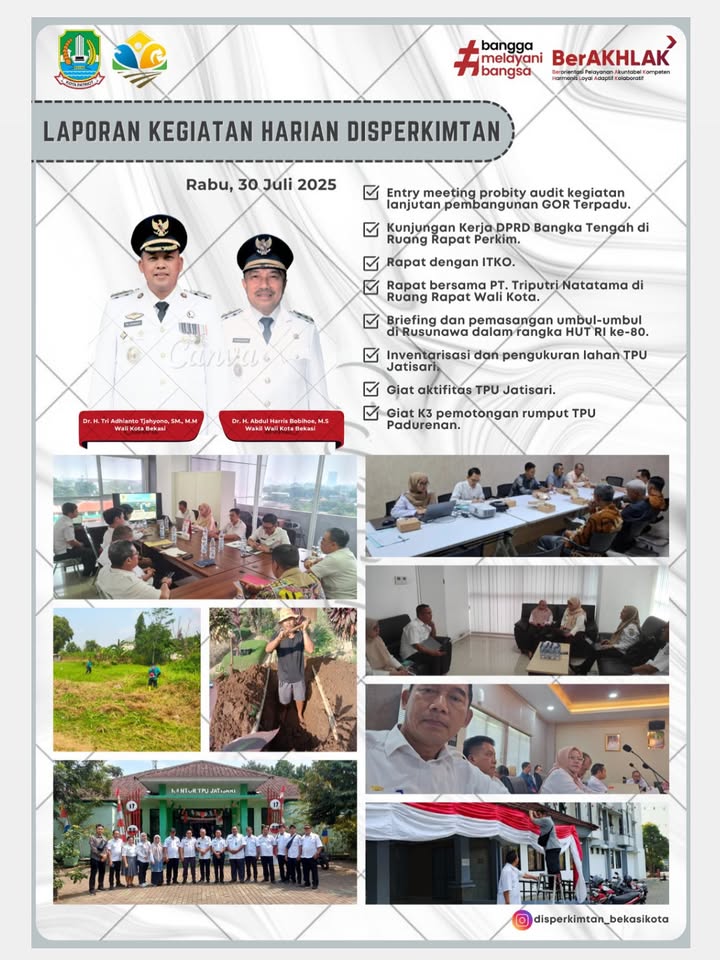 KOTA PATRIOT
#bangga
melayani
bangsa
BerAKHLAK
Berorientasi Pelayanan Akuntabel Kompeten
Harmonis Loyal Adaptif Kolaboratif
LAPORAN KEGIATAN HARIAN DISPERKIMTAN
Rabu, 30 Juli 2025
Entry meeting probity audit kegiatan
lanjutan pembangunan GOR Terpadu.
Kunjungan Kerja DPRD Bangka Tengah di
Ruang Rapat Perkim.
Rapat dengan ITKO.
Rapat bersama PT. Triputri Natatama di
Ruang Rapat Wali Kota.
Briefing dan pemasangan umbul-umbul
di Rusunawa dalam rangka HUT RI ke-80.
Inventarisasi dan pengukuran lahan TPU
Jatisari.
Giat aktifitas TPU Jatisari.
Giat K3 pemotongan rumput TPU
Padurenan.
Canva
Dr. H. Tri Adhianto Tjahyono, SM., M.M
Wali Kota Bekasi
Dr. H. Abdul Harris Bobihoe, M.S
Wakil Wali Kota Bekasi
KANTOR TPU JATISARI
17
17
disperkimtan_bekasikota